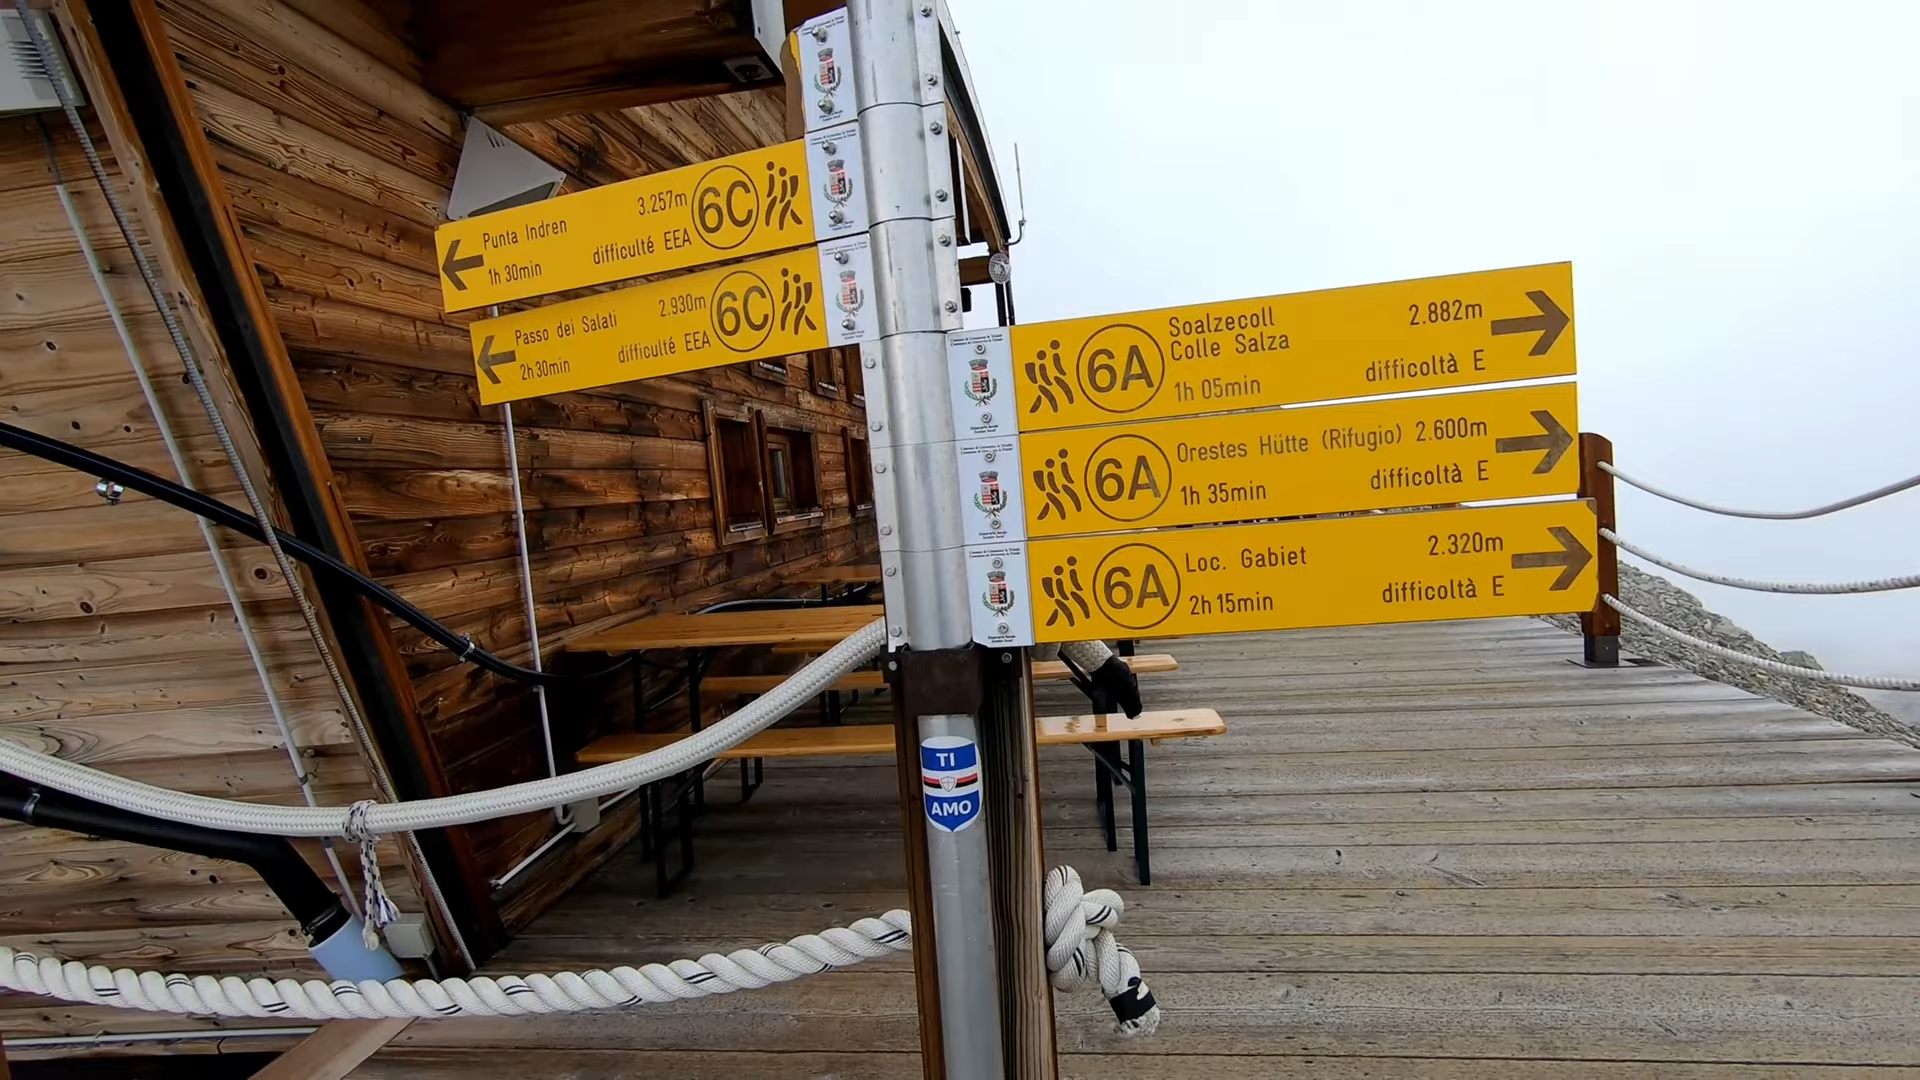 Punta Indren 3.257m 6C
1h 30min difficulté EEA
Passo dei Salati 2.930m 6C
2h30min difficulté EEA
6A Soalzecoll 2.882m
Colle Salza
1h 05min difficoltà E
6A Orestes Hütte (Rifugio) 2.600m
1h 35min difficoltà E
6A Loc. Gabiet 2.320m
2h 15min difficoltà E
TI
AMO